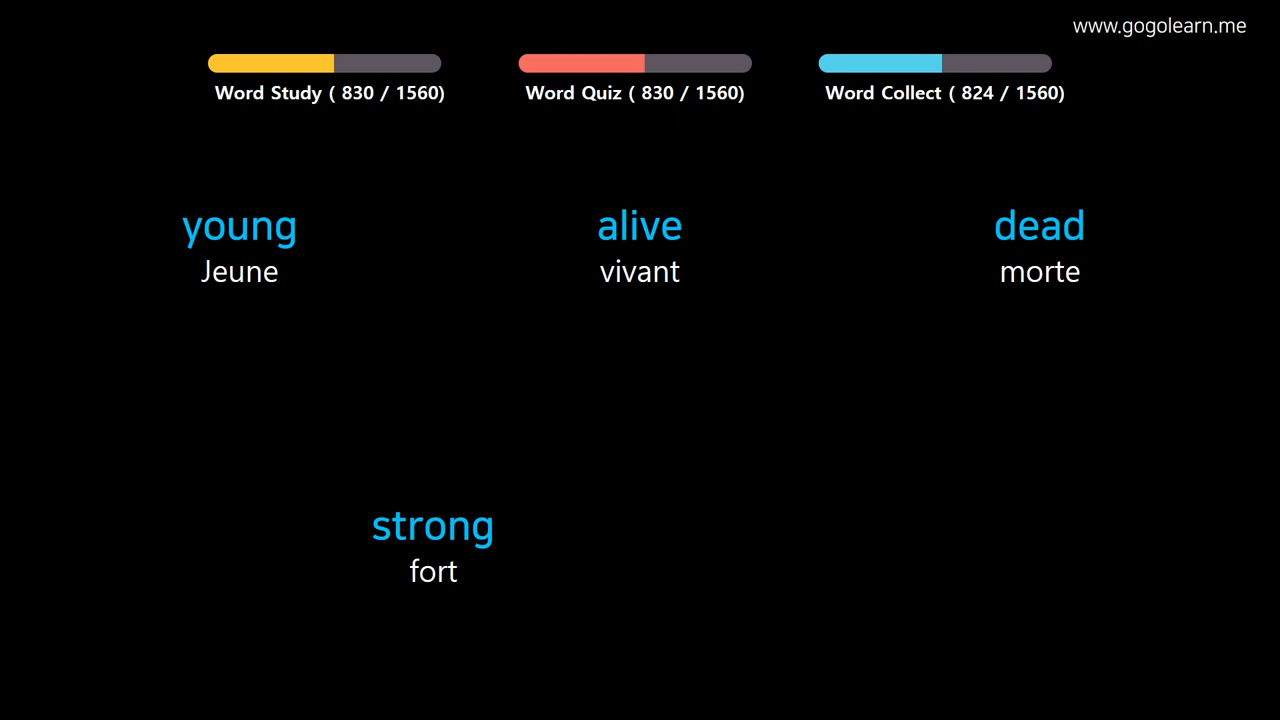 www.gogolearn.me
Word Study ( 830 / 1560)
Word Quiz ( 830 / 1560)
Word Collect ( 824 / 1560)
young
Jeune
alive
vivant
dead
morte
strong
fort